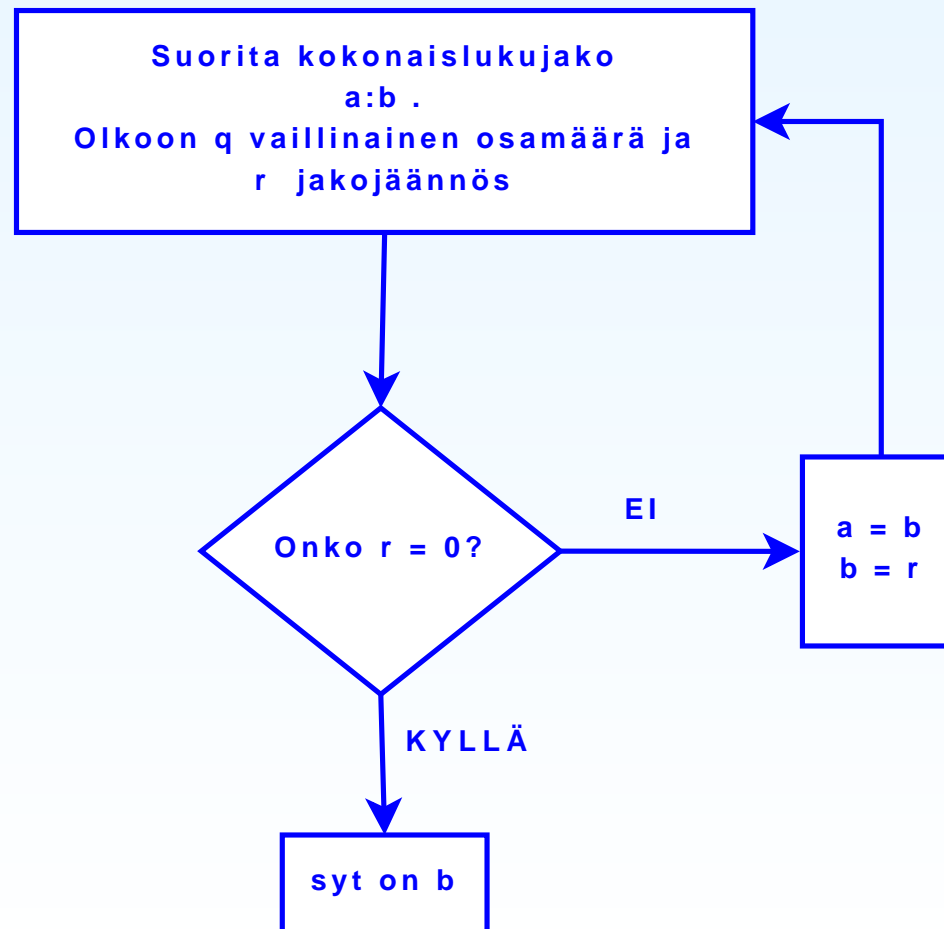 Suorita kokonaislukujako
a:b .
Olkoon q vaillinainen osamäärä ja
r jakojäännös
Onko r = 0?
EI
a = b
b = r
KYLLÄ
syt on b